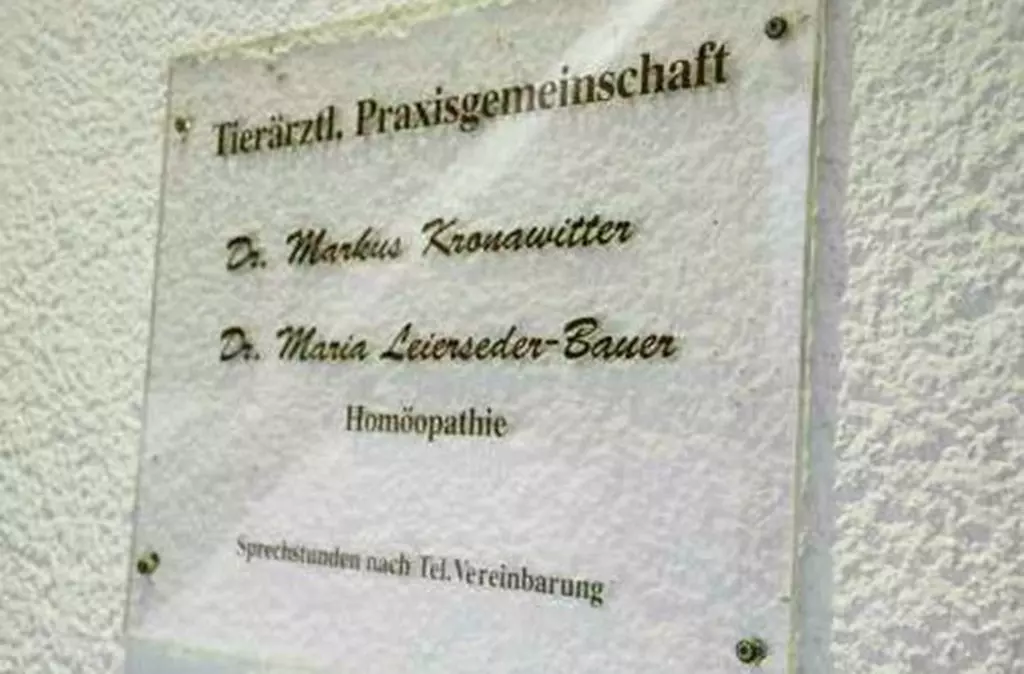 Tierärztl. Praxisgemeinschaft
Dr. Markus Kronawitter
Dr. Maria Leierseder-Bauer
Homöopathie
Sprechstunden nach Tel. Vereinbarung